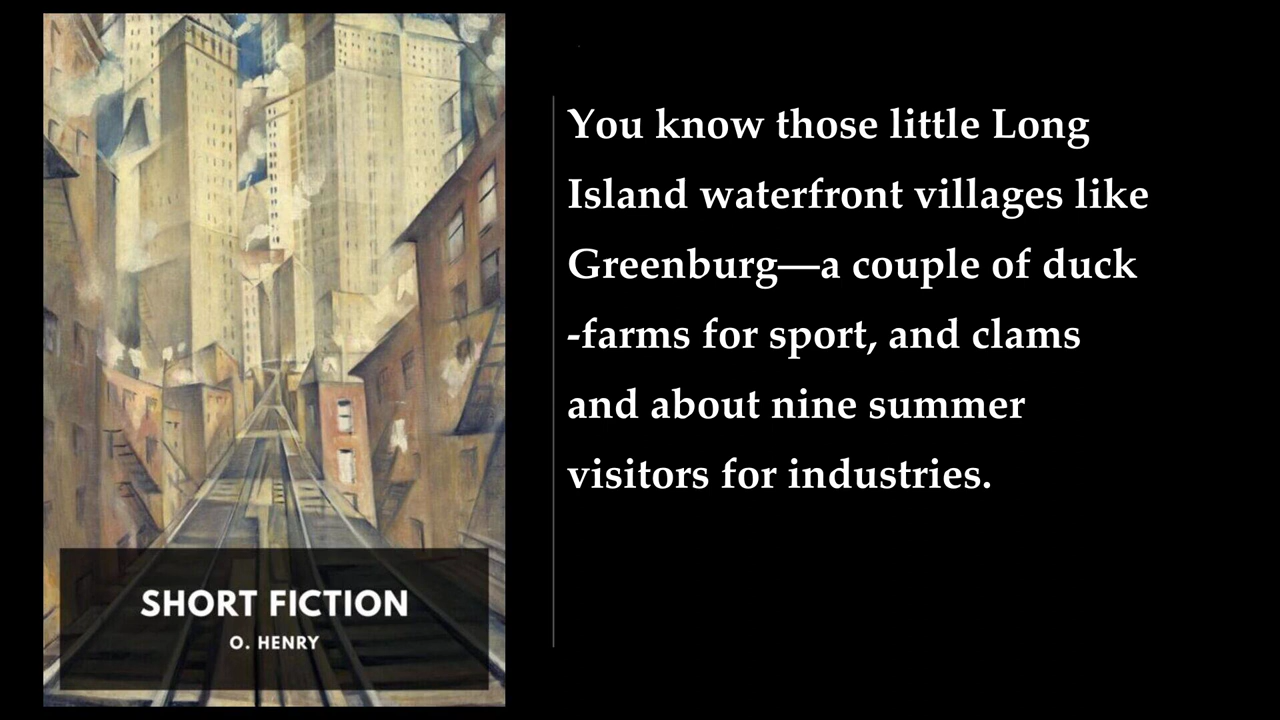 You know those little Long
Island waterfront villages like
Greenburg—a couple of duck
-farms for sport, and clams
and about nine summer
visitors for industries.
SHORT FICTION
O. HENRY